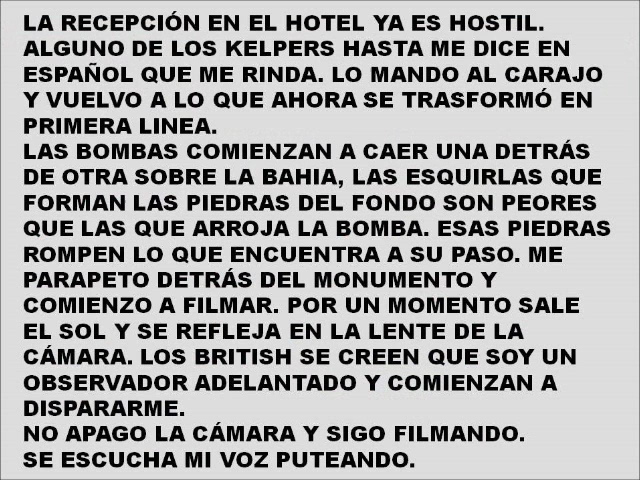 LA RECEPCIÓN EN EL HOTEL YA ES HOSTIL.
ALGUNO DE LOS KELPERS HASTA ME DICE EN
ESPAÑOL QUE ME RINDA. LO MANDO AL CARAJO
Y VUELVO A LO QUE AHORA SE TRASFORMÓ EN
PRIMERA LINEA.
LAS BOMBAS COMIENZAN A CAER UNA DETRÁS
DE OTRA SOBRE LA BAHIA, LAS ESQUIRLAS QUE
FORMAN LAS PIEDRAS DEL FONDO SON PEORES
QUE LAS QUE ARROJA LA BOMBA. ESAS PIEDRAS
ROMPEN LO QUE ENCUENTRA A SU PASO. ME
PARAPETO DETRÁS DEL MONUMENTO Y
COMIENZO A FILMAR. POR UN MOMENTO SALE
EL SOL Y SE REFLEJA EN LA LENTE DE LA
CÁMARA. LOS BRITISH SE CREEN QUE SOY UN
OBSERVADOR ADELANTADO Y COMIENZAN A
DISPARARME.
NO APAGO LA CÁMARA Y SIGO FILMANDO.
SE ESCUCHA MI VOZ PUTEANDO.